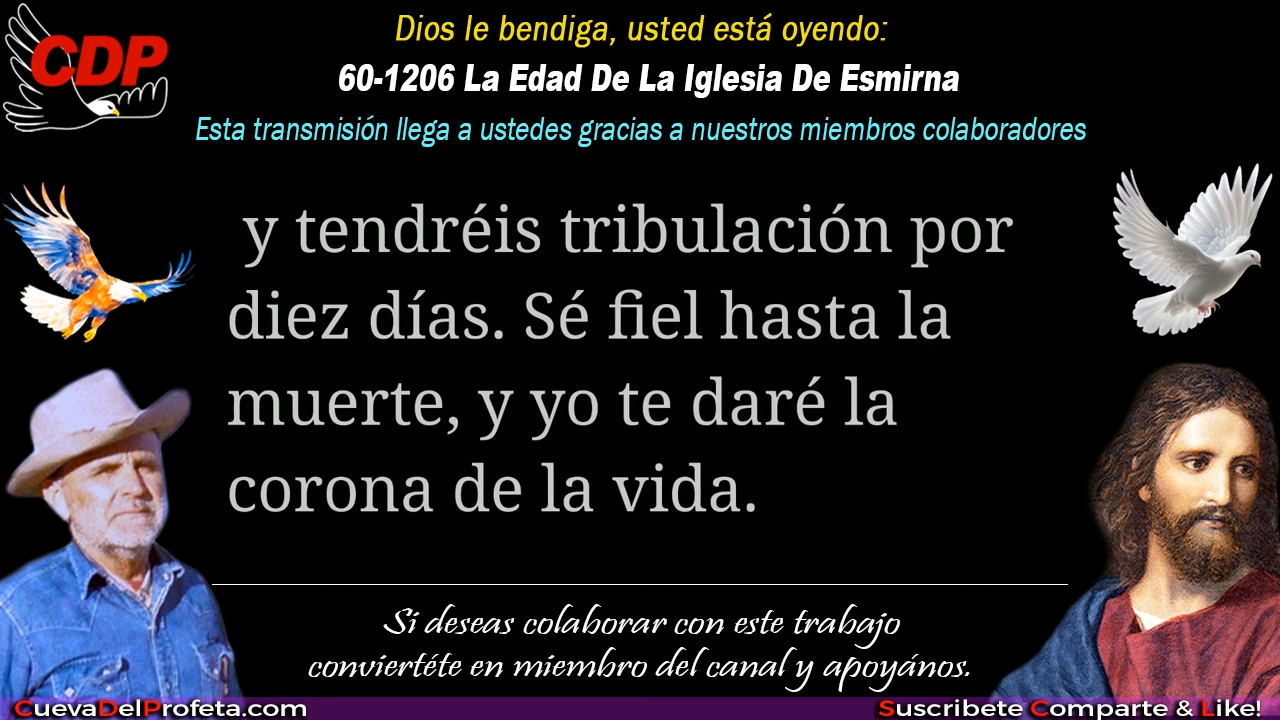 CDP
Dios le bendiga, usted está oyendo:
60-1206 La Edad De La Iglesia De Esmirna
Esta transmisión llega a ustedes gracias a nuestros miembros colaboradores
y tendréis tribulación por
diez días. Sé fiel hasta la
muerte, y yo te daré la
corona de la vida.
Si deseas colaborar con este trabajo
conviertéte en miembro del canal y apoyános.
CuevaDelProfeta.com
Suscribete Comparte & Like!